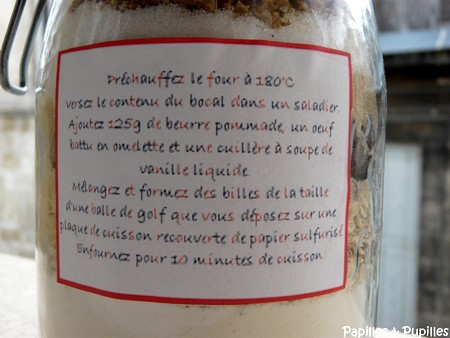 Préchauffez le four à 180°C
versez le contenu du bocal dans un saladier.
Ajoutez 125g de beurre pommade, un oeuf
battu en omelette et une cuillère à soupe de
vanille liquide
Mélangez et formez des billes de la taille
d'une balle de golf que vous déposez sur une
plaque de cuisson recouverte de papier sulfurisé
Enfournez pour 10 minutes de cuisson
Papilles & Pupilles